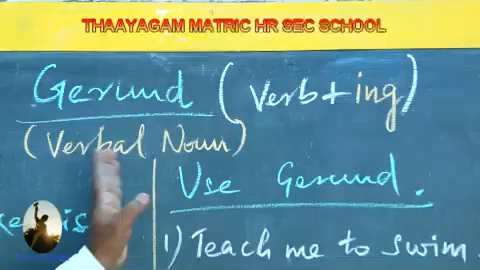 THAAYAGAM MATRIC HR SEC SCHOOL
Gerund (Verb+ing)
(Verbal Noun)
Use Gerund.
1) Teach me to swim.